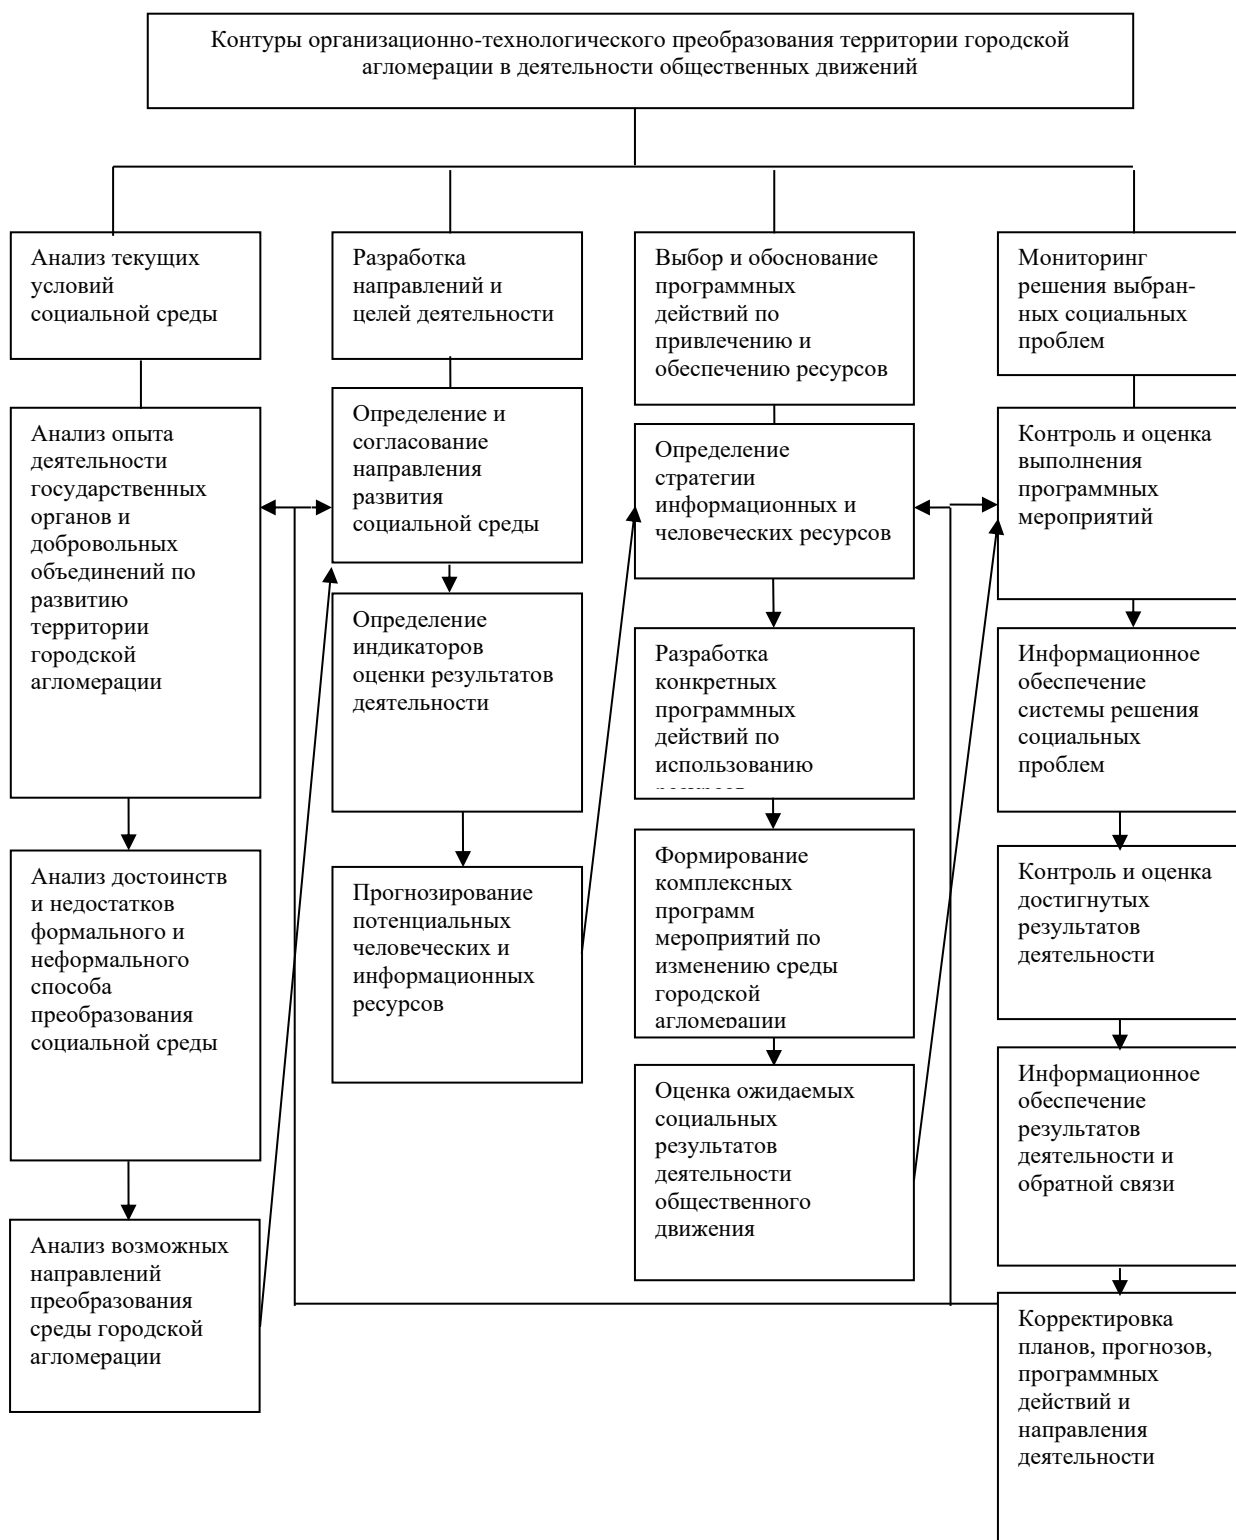 Контуры организационно-технологического преобразования территории городской
агломерации в деятельности общественных движений
Анализ текущих
условий
социальной среды
Анализ опыта
деятельности
государственных
органов и
добровольных
объединений по
развитию
территории
городской
агломерации
Анализ достоинств
и недостатков
формального и
неформального
способа
преобразования
социальной среды
Анализ возможных
направлений
преобразования
среды городской
агломерации
Разработка
направлений и
целей деятельности
Определение и
согласование
направления
развития
социальной среды
Определение
индикаторов
оценки результатов
деятельности
Прогнозирование
потенциальных
человеческих и
информационных
ресурсов
Выбор и обоснование
программных
действий по
привлечению и
обеспечению ресурсов
Определение
стратегии
информационных и
человеческих ресурсов
Разработка
конкретных
программных
действий по
использованию
Формирование
комплексных
программ
мероприятий по
изменению среды
городской
агломерации
Оценка ожидаемых
социальных
результатов
деятельности
общественного
движения
Мониторинг
решения выбран-
ных социальных
проблем
Контроль и оценка
выполнения
программных
мероприятий
Информационное
обеспечение
системы решения
социальных
проблем
Контроль и оценка
достигнутых
результатов
деятельности
Информационное
обеспечение
результатов
деятельности и
обратной связи
Корректировка
планов, прогнозов,
программных
действий и
направления
деятельности